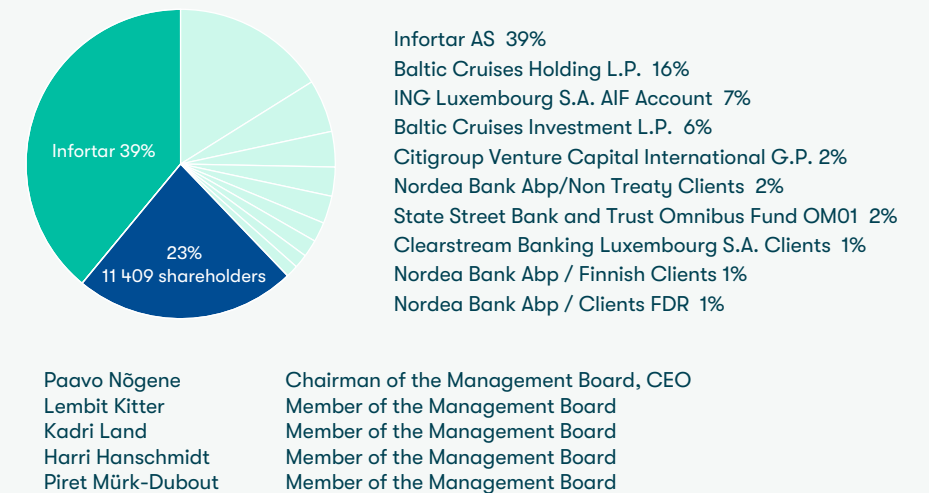 Infortar 39%
23%
11 409 shareholders
Infortar AS 39%
Baltic Cruises Holding L.P. 16%
ING Luxembourg S.A. AIF Account 7%
Baltic Cruises Investment L.P. 6%
Citigroup Venture Capital International G.P. 2%
Nordea Bank Abp/Non Treaty Clients 2%
State Street Bank and Trust Omnibus Fund OM01 2%
Clearstream Banking Luxembourg S.A. Clients 1%
Nordea Bank Abp / Finnish Clients 1%
Nordea Bank Abp / Clients FDR 1%
Paavo Nõgene Chairman of the Management Board, CEO
Lembit Kitter Member of the Management Board
Kadri Land Member of the Management Board
Harri Hanschmidt Member of the Management Board
Piret Mürk-Dubout Member of the Management Board